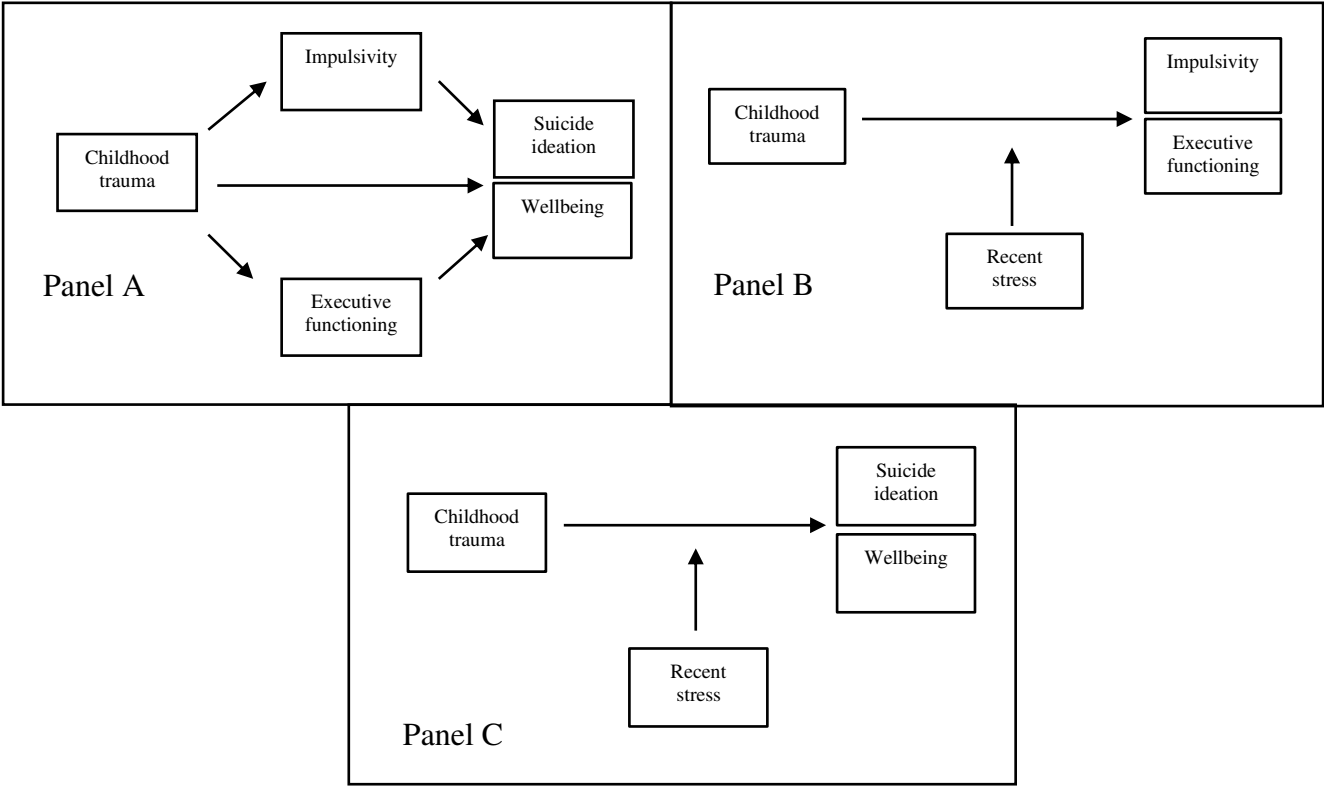 Impulsivity
Childhood
trauma
Suicide
ideation
Wellbeing
Executive
functioning
Panel A
Childhood
trauma
Impulsivity
Executive
functioning
Recent
stress
Panel B
Childhood
trauma
Suicide
ideation
Wellbeing
Recent
stress
Panel C